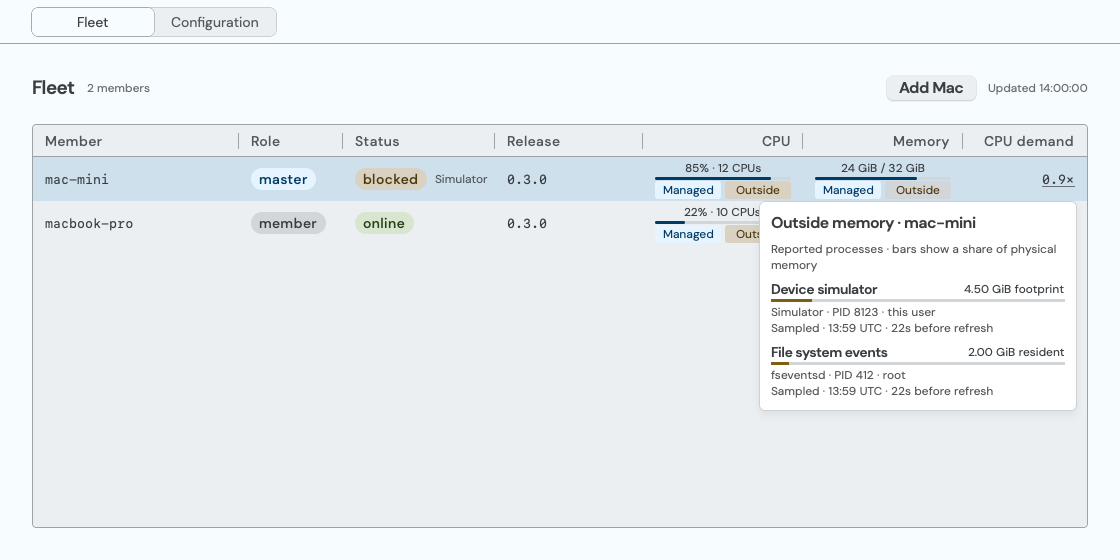 Fleet Configuration
Fleet 2 members Add Mac Updated 14:00:00
Member Role Status Release CPU Memory CPU demand
mac-mini master blocked Simulator 0.3.0 85% · 12 CPUs 24 GiB / 32 GiB 0.9×
Managed Outside Managed Outside
macbook-pro member online 0.3.0 22% · 10 CPUs
Managed
Outside memory · mac-mini
Reported processes · bars show a share of physical
memory
Device simulator 4.50 GiB footprint
Simulator · PID 8123 · this user
Sampled · 13:59 UTC · 22s before refresh
File system events 2.00 GiB resident
fseventsd · PID 412 · root
Sampled · 13:59 UTC · 22s before refresh